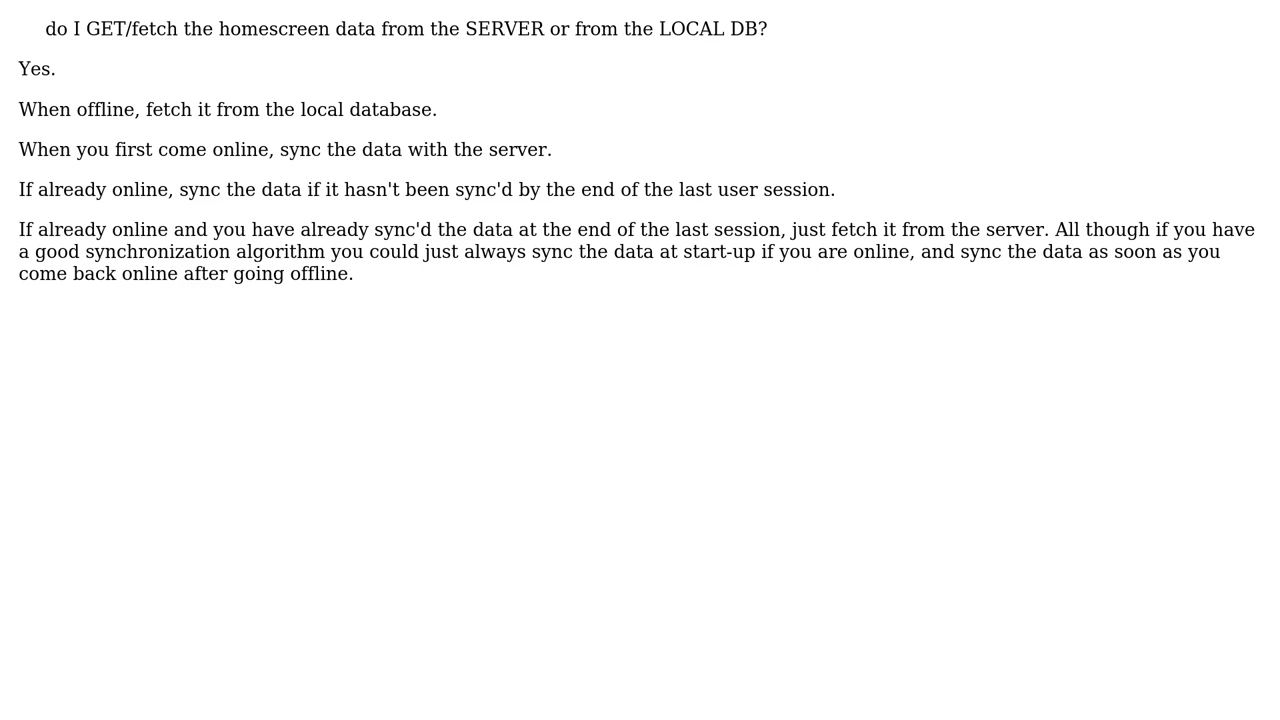 do I GET/fetch the homescreen data from the SERVER or from the LOCAL DB?
Yes.
When offline, fetch it from the local database.
When you first come online, sync the data with the server.
If already online, sync the data if it hasn't been sync'd by the end of the last user session.
If already online and you have already sync'd the data at the end of the last session, just fetch it from the server. All though if you have
a good synchronization algorithm you could just always sync the data at start-up if you are online, and sync the data as soon as you
come back online after going offline.